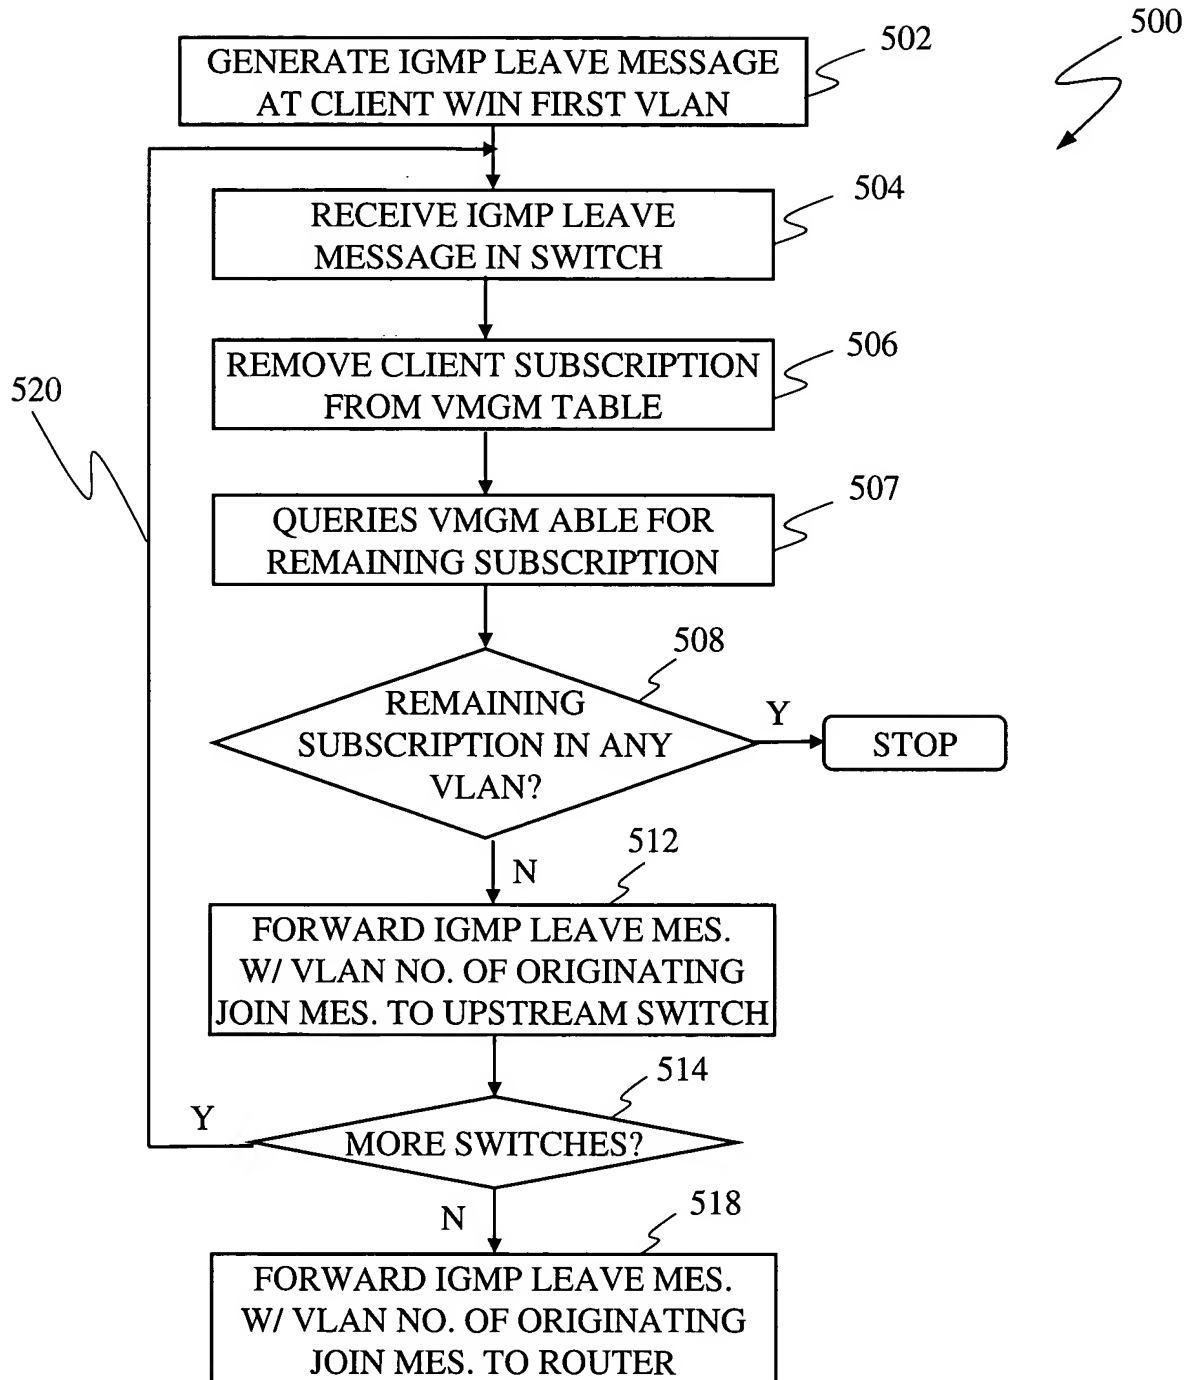 500
502
GENERATE IGMP LEAVE MESSAGE
AT CLIENT W/IN FIRST VLAN
504
RECEIVE IGMP LEAVE
MESSAGE IN SWITCH
506
REMOVE CLIENT SUBSCRIPTION
FROM VMGM TABLE
520
507
QUERIES VMGM ABLE FOR
REMAINING SUBSCRIPTION
508
REMAINING
SUBSCRIPTION IN ANY
VLAN?
Y
STOP
N
512
FORWARD IGMP LEAVE MES.
W/ VLAN NO. OF ORIGINATING
JOIN MES. TO UPSTREAM SWITCH
514
Y
MORE SWITCHES?
N
518
FORWARD IGMP LEAVE MES.
W/ VLAN NO. OF ORIGINATING
JOIN MES. TO ROUTER